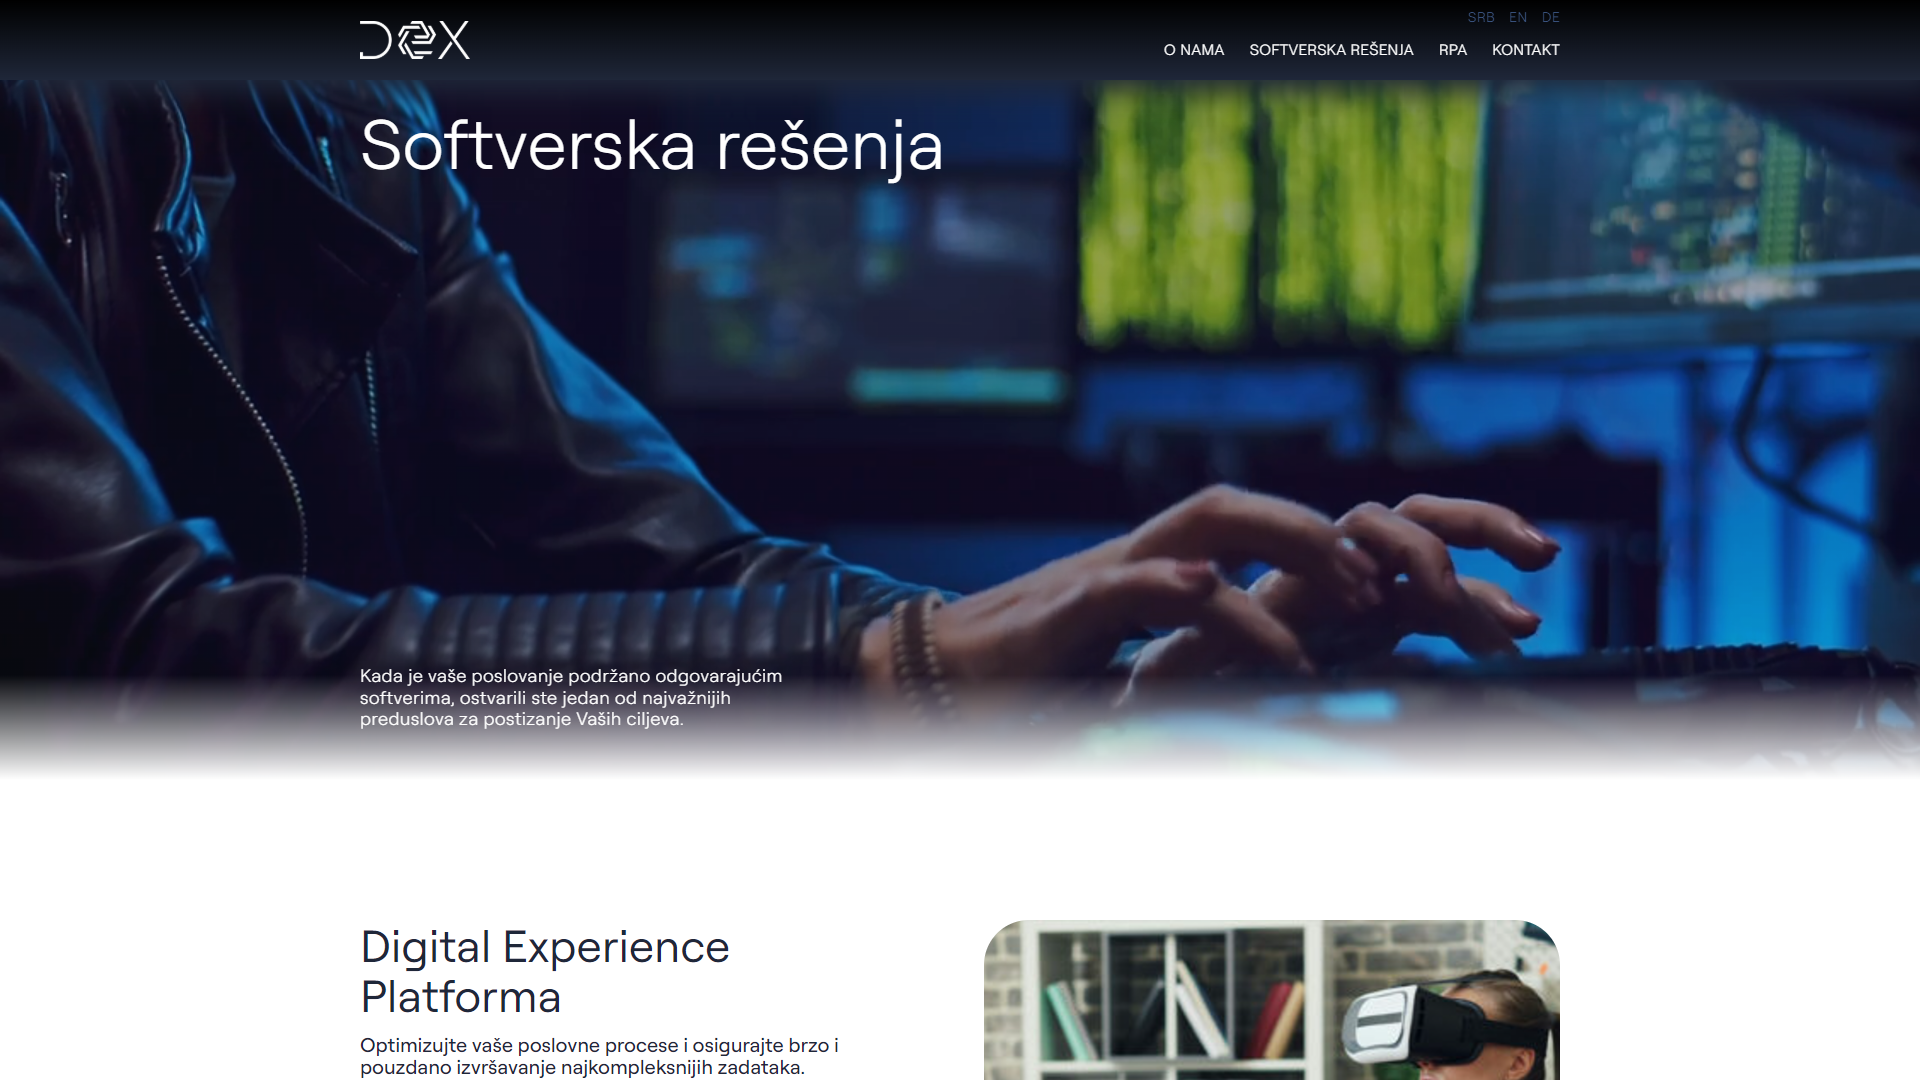 DEX
SRB EN DE
O NAMA SOFTVERSKA REŠENJA RPA KONTAKT
Softverska rešenja
Kada je vaše poslovanje podržano odgovarajućim
softverima, ostvarili ste jedan od najvažnijih
preduslova za postizanje Vaših ciljeva.
Digital Experience
Platforma
Optimizujte vaše poslovne procese i osigurajte brzo i
pouzdano izvršavanje najkompleksnijih zadataka.